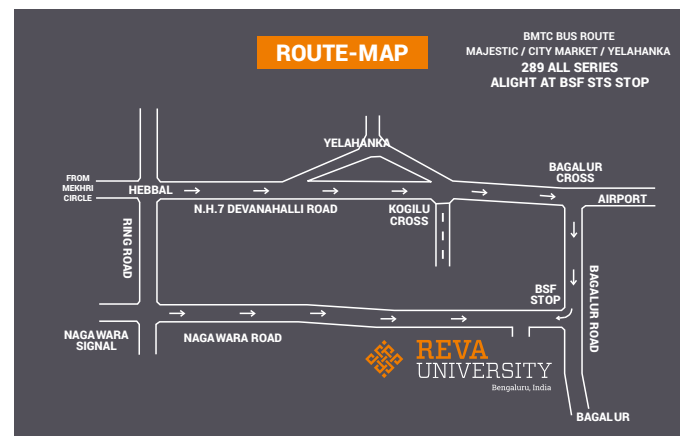 ROUTE-MAP
BMTC BUS ROUTE
MAJESTIC / CITY MARKET / YELAHANKA
289 ALL SERIES
ALIGHT AT BSF STS STOP
YELAHANKA
BAGALUR
CROSS
FROM
MEKHRI
CIRCLE
HEBBAL
AIRPORT
N.H.7 DEVANAHALLI ROAD
KOGILU
CROSS
RING ROAD
BSF
STOP
BAGALUR ROAD
NAGAWARA
SIGNAL
NAGAWARA ROAD
REVA
UNIVERSITY
Bengaluru, India
BAGALUR